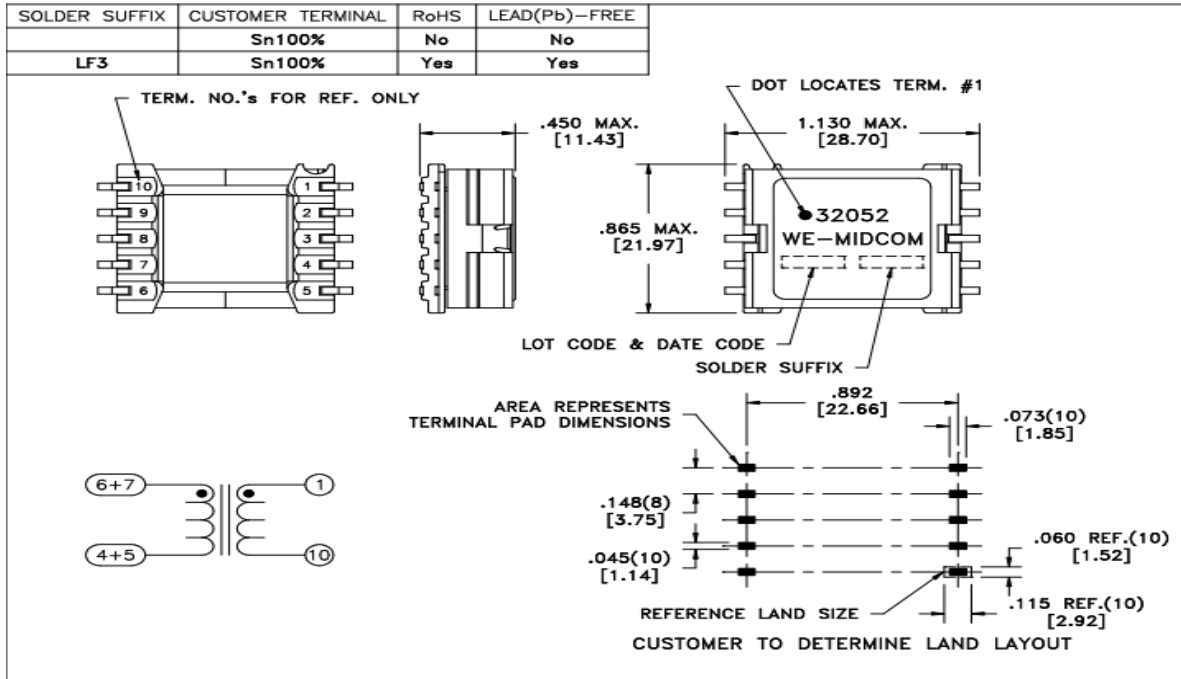 SOLDER SUFFIX CUSTOMER TERMINAL RoHS LEAD(Pb)-FREE
Sn100% No No
LF3 Sn100% Yes Yes
TERM. NO.'s FOR REF. ONLY
DOT LOCATES TERM. #1
.450 MAX.
[11.43]
1.130 MAX.
[28.70]
10 1
9 2
8 3
7 4
6 5
.865 MAX.
[21.97]
32052
WE-MIDCOM
LOT CODE & DATE CODE
SOLDER SUFFIX
.892
[22.66]
AREA REPRESENTS
TERMINAL PAD DIMENSIONS
.073(10)
[1.85]
6+7 1
4+5 10
.148(8)
[3.75]
.045(10)
[1.14]
.060 REF.(10)
[1.52]
REFERENCE LAND SIZE
.115 REF.(10)
[2.92]
CUSTOMER TO DETERMINE LAND LAYOUT